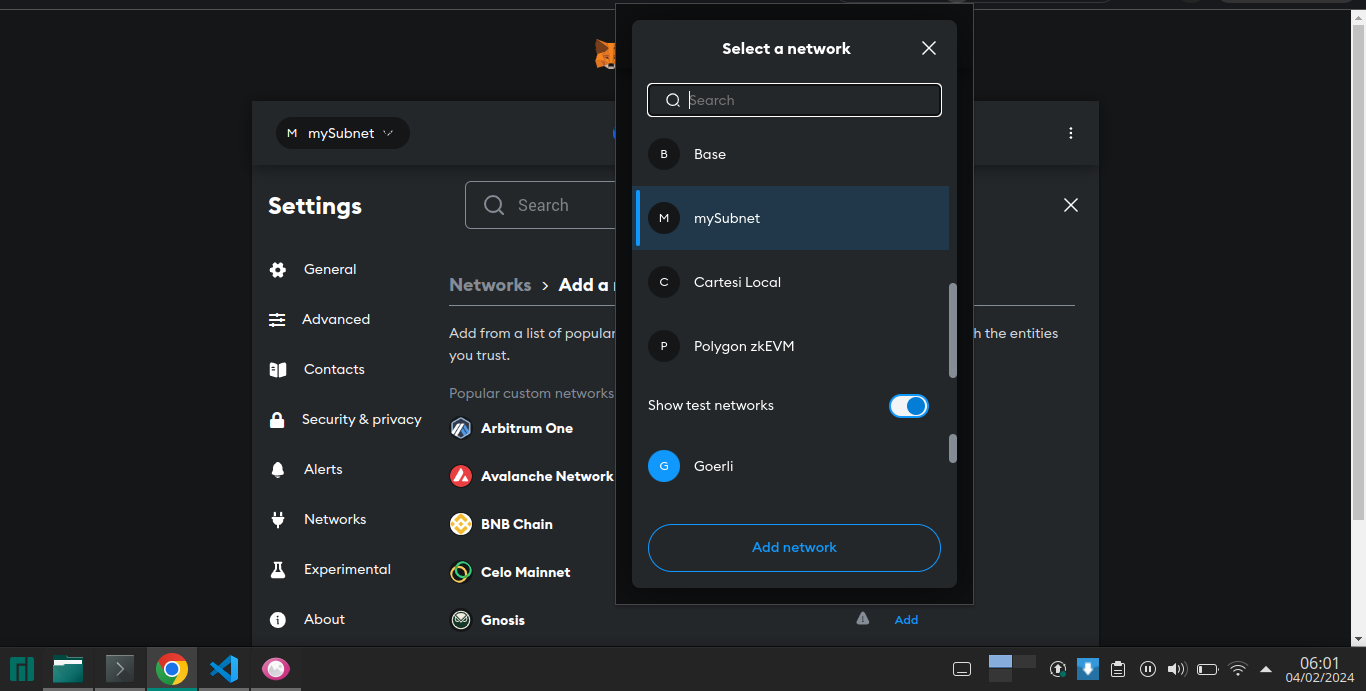 Select a network
Search
M mySubnet
B Base
M mySubnet
C Cartesi Local
P Polygon zkEVM
Show test networks
G Goerli
Add network
Settings
Search
General
Advanced
Contacts
Security & privacy
Alerts
Networks
Experimental
i About
Networks > Add a
Add from a list of popular
h the entities
you trust.
Popular custom networks
Arbitrum One
Avalanche Network
BNB Chain
Celo Mainnet
Gnosis
Add
06:01
04/02/2024